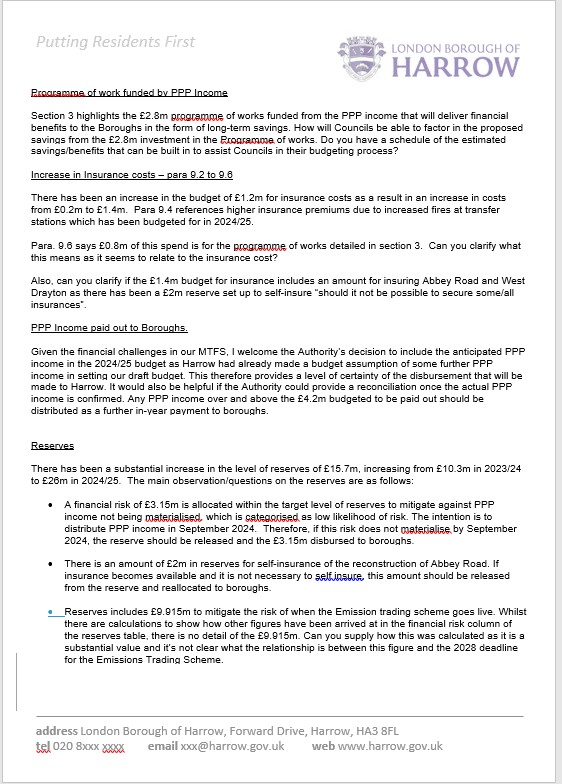 Putting Residents First
LONDON BOROUGH OF
HARROW
Programme of work funded by PPP Income
Section 3 highlights the £2.8m programme of works funded from the PPP income that will deliver financial
benefits to the Boroughs in the form of long-term savings. How will Councils be able to factor in the proposed
savings from the £2.8m investment in the Programme of works. Do you have a schedule of the estimated
savings/benefits that can be built in to assist Councils in their budgeting process?
Increase in Insurance costs – para 9.2 to 9.6
There has been an increase in the budget of £1.2m for insurance costs as a result in an increase in costs
from £0.2m to £1.4m. Para 9.4 references higher insurance premiums due to increased fires at transfer
stations which has been budgeted for in 2024/25.
Para. 9.6 says £0.8m of this spend is for the programme of works detailed in section 3. Can you clarify what
this means as it seems to relate to the insurance cost?
Also, can you clarify if the £1.4m budget for insurance includes an amount for insuring Abbey Road and West
Drayton as there has been a £2m reserve set up to self-insure “should it not be possible to secure some/all
insurances”.
PPP Income paid out to Boroughs.
Given the financial challenges in our MTFS, I welcome the Authority’s decision to include the anticipated PPP
income in the 2024/25 budget as Harrow had already made a budget assumption of some further PPP
income in setting our draft budget. This therefore provides a level of certainty of the disbursement that will be
made to Harrow. It would also be helpful if the Authority could provide a reconciliation once the actual PPP
income is confirmed. Any PPP income over and above the £4.2m budgeted to be paid out should be
distributed as a further in-year payment to boroughs.
Reserves
There has been a substantial increase in the level of reserves of £15.7m, increasing from £10.3m in 2023/24
to £26m in 2024/25. The main observation/questions on the reserves are as follows:
• A financial risk of £3.15m is allocated within the target level of reserves to mitigate against PPP
income not being materialised, which is categorised as low likelihood of risk. The intention is to
distribute PPP income in September 2024. Therefore, if this risk does not materialise by September
2024, the reserve should be released and the £3.15m disbursed to boroughs.
• There is an amount of £2m in reserves for self-insurance of the reconstruction of Abbey Road. If
insurance becomes available and it is not necessary to self insure, this amount should be released
from the reserve and reallocated to boroughs.
• Reserves includes £9.915m to mitigate the risk of when the Emission trading scheme goes live. Whilst
there are calculations to show how other figures have been arrived at in the financial risk column of
the reserves table, there is no detail of the £9.915m. Can you supply how this was calculated as it is a
substantial value and it’s not clear what the relationship is between this figure and the 2028 deadline
for the Emissions Trading Scheme.
address London Borough of Harrow, Forward Drive, Harrow, HA3 8FL
tel 020 8xxx xxxx email xxx@harrow.gov.uk web www.harrow.gov.uk